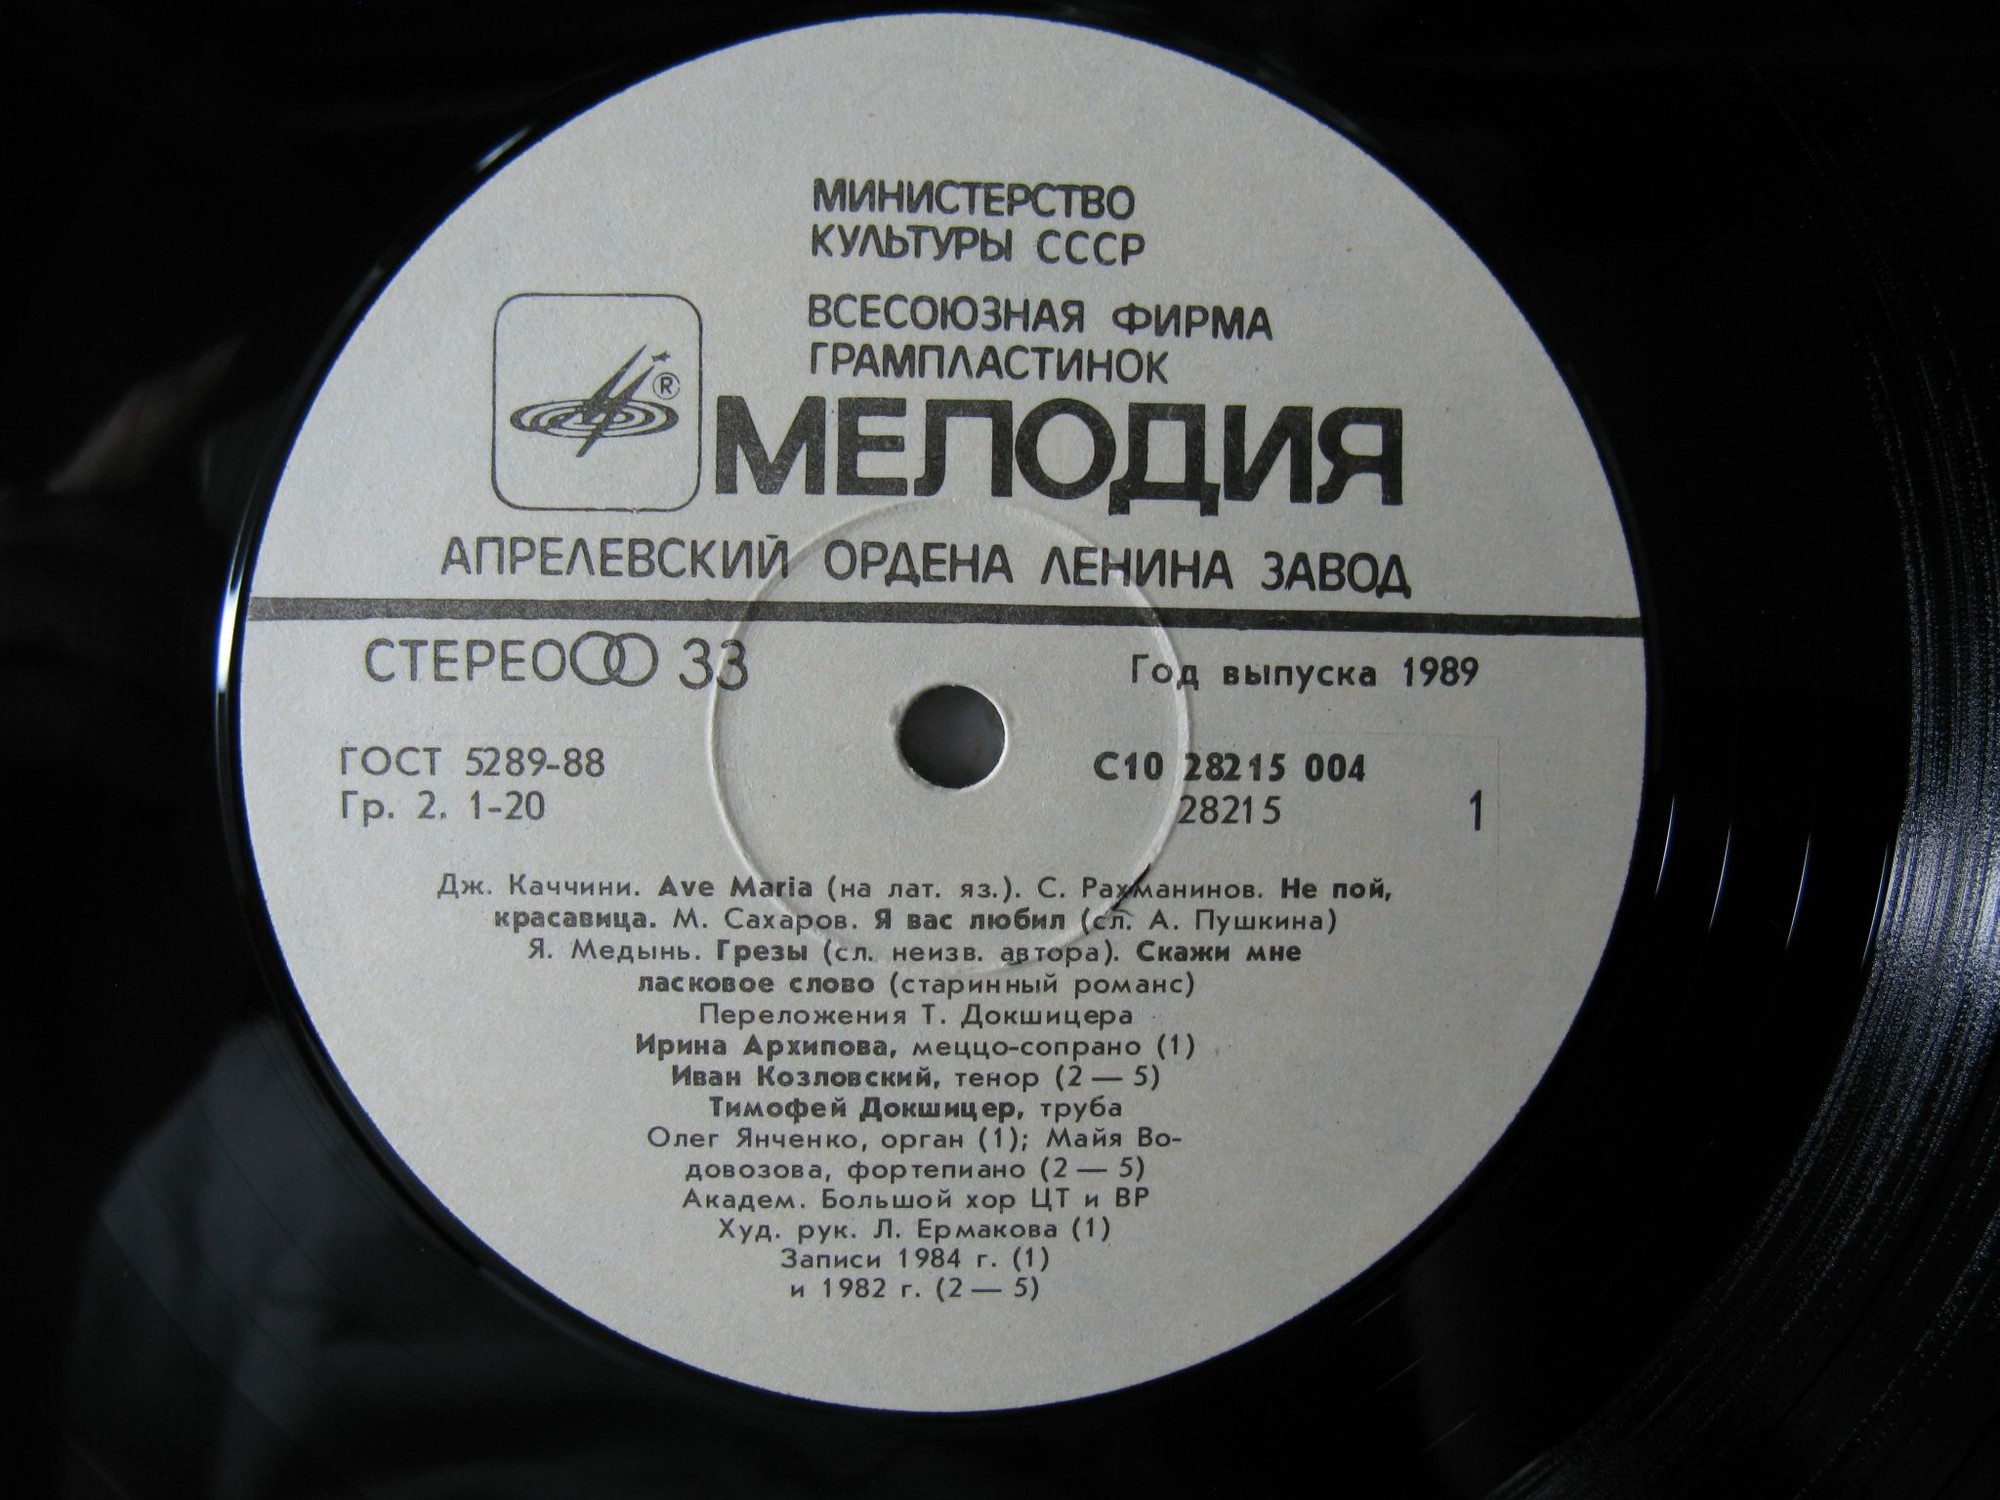 МИНИСТЕРСТВО
КУЛЬТУРЫ СССР
ВСЕСОЮЗНАЯ ФИРМА
ГРАМПЛАСТИНОК
®
МЕЛОДИЯ
АПРЕЛЕВСКИЙ ОРДЕНА ЛЕНИНА ЗАВОД
СТЕРЕО 33
Год выпуска 1989
ГОСТ 5289-88
Гр. 2. 1-20
С10 28215 004
28215
1
Дж. Каччини. Ave Maria (на лат. яз.). С. Рахманинов. Не пой,
красавица. М. Сахаров. Я вас любил (сл. А. Пушкина)
Я. Медынь. Грезы (сл. неизв. автора). Скажи мне
ласковое слово (старинный романс)
Переложения Т. Докшицера
Ирина Архипова, меццо-сопрано (1)
Иван Козловский, тенор (2 — 5)
Тимофей Докшицер, труба
Олег Янченко, орган (1); Майя Во-
довозова, фортепиано (2 — 5)
Академ. Большой хор ЦТ и ВР
Худ. рук. Л. Ермакова (1)
Записи 1984 г. (1)
и 1982 г. (2 — 5)